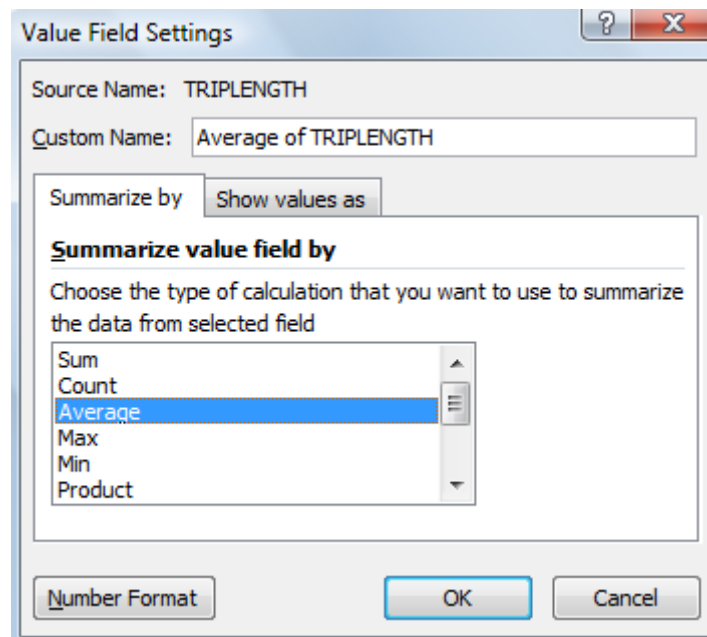 Value Field Settings
Source Name: TRIPLENGTH
Custom Name: Average of TRIPLENGTH
Summarize by Show values as
Summarize value field by
Choose the type of calculation that you want to use to summarize
the data from selected field
Sum
Count
Average
Max
Min
Product
Number Format OK Cancel